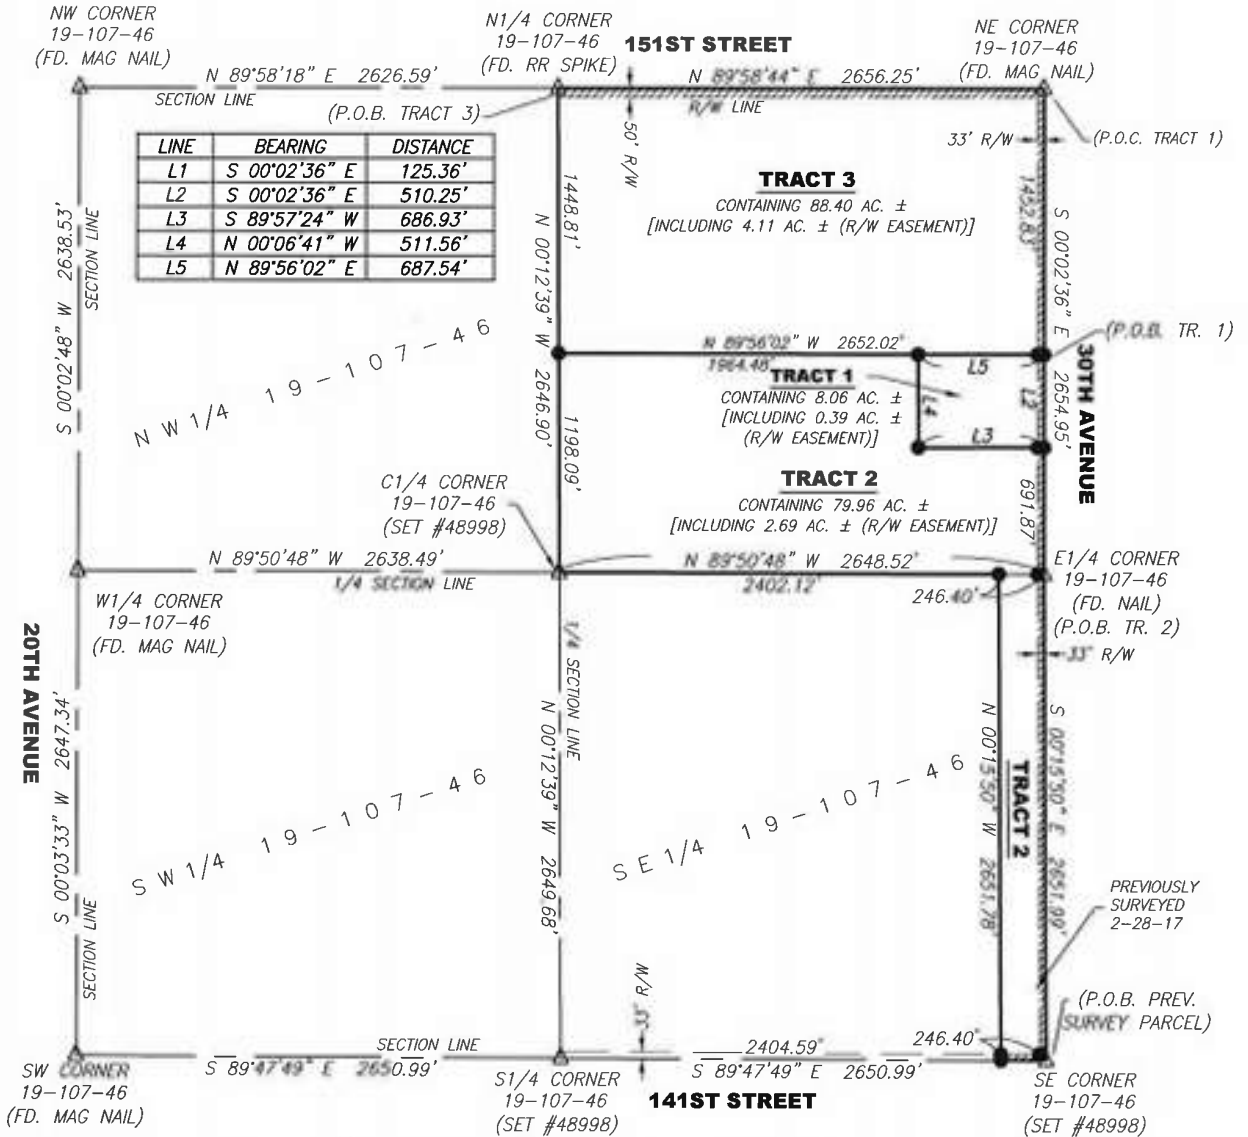 NW CORNER
19-107-46
(FD. MAG NAIL)
N1/4 CORNER
19-107-46
(FD. RR SPIKE)
151ST STREET
NE CORNER
19-107-46
(FD. MAG NAIL)
N 89°58'18" E 2626.59'
SECTION LINE
(P.O.B. TRACT 3)
N 89°58'44" E 2656.25'
R/W LINE
50' R/W
33' R/W
(P.O.C. TRACT 1)
LINE BEARING DISTANCE
L1 S 00°02'36" E 125.36'
L2 S 00°02'36" E 510.25'
L3 S 89°57'24" W 686.93'
L4 N 00°06'41" W 511.56'
L5 N 89°56'02" E 687.54'
TRACT 3
CONTAINING 88.40 AC. ±
[INCLUDING 4.11 AC. ± (R/W EASEMENT)]
S 00°02'48" W 2638.53'
SECTION LINE
1448.81'
N 00°12'39" W 2646.90'
1198.09'
1452.83'
S 00°02'36" E 2654.95'
(P.O.B. TR. 1)
30TH AVENUE
NW1/4 19-107-46
N 89°56'02" W 2652.02'
1964.48'
L5
TRACT 1
CONTAINING 8.06 AC. ±
[INCLUDING 0.39 AC. ±
(R/W EASEMENT)]
L4
L2
L3
691.87'
TRACT 2
CONTAINING 79.96 AC. ±
[INCLUDING 2.69 AC. ± (R/W EASEMENT)]
C1/4 CORNER
19-107-46
(SET #48998)
N 89°50'48" W 2638.49'
1/4 SECTION LINE
N 89°50'48" W 2648.52'
2402.12'
246.40'
E1/4 CORNER
19-107-46
(FD. NAIL)
(P.O.B. TR. 2)
33' R/W
W1/4 CORNER
19-107-46
(FD. MAG NAIL)
20TH AVENUE
S 00°03'33" W 2647.34'
SECTION LINE
1/4 SECTION LINE
N 00°12'39" W 2649.68'
N 00°15'50" W 2651.78'
TRACT 2
S 00°15'50" E 2651.99'
SW1/4 19-107-46
SE1/4 19-107-46
PREVIOUSLY
SURVEYED
2-28-17
(P.O.B. PREV.
SURVEY PARCEL)
33' R/W
SECTION LINE
S 89°47'49" E 2650.99'
2404.59'
246.40'
S 89°47'49" E 2650.99'
SW CORNER
19-107-46
(FD. MAG NAIL)
S1/4 CORNER
19-107-46
(SET #48998)
141ST STREET
SE CORNER
19-107-46
(SET #48998)